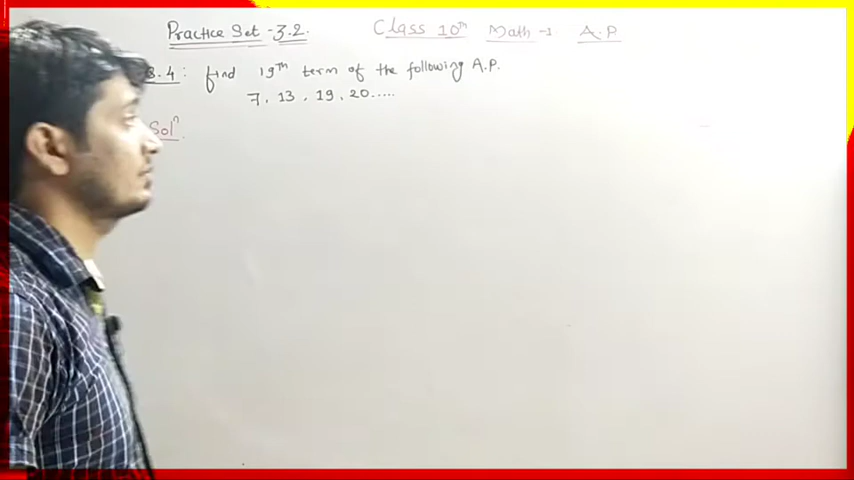 Practice Set -3.2. Class 10th Math-1 A.P
3.4: find 19th term of the following A.P.
7, 13, 19, 20.....
Soln.